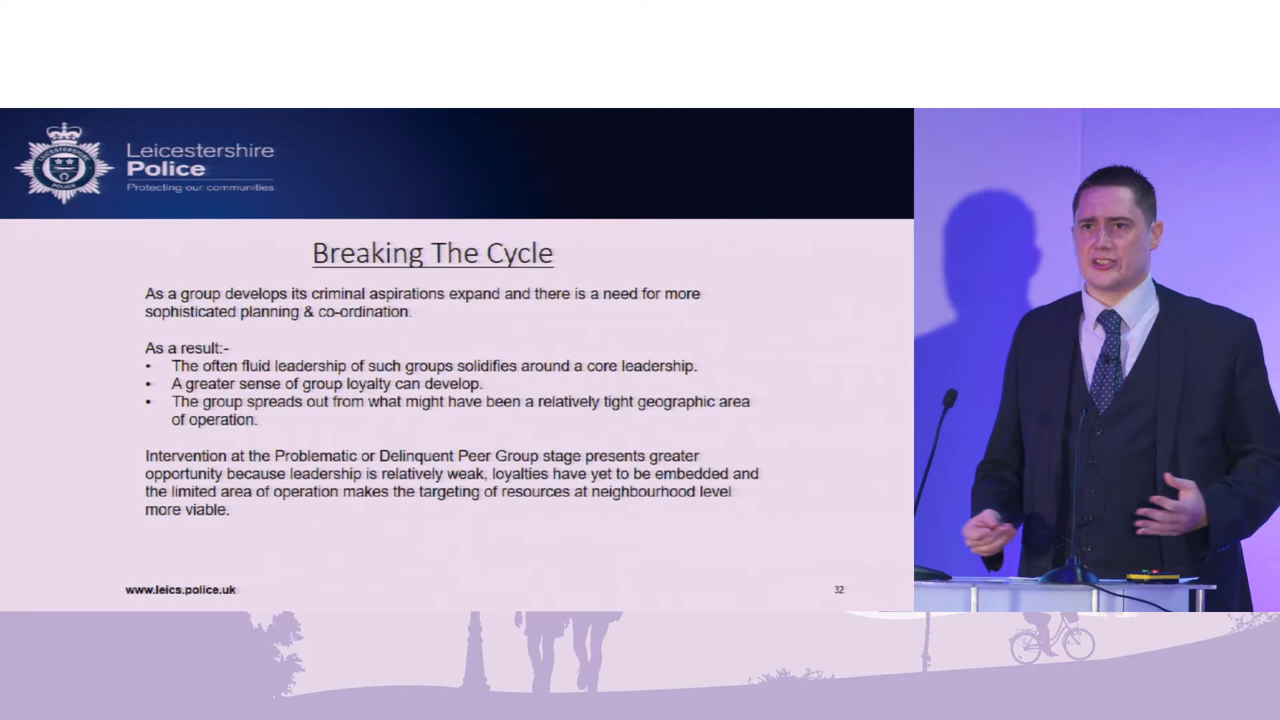 Leicestershire
Police
Protecting our communities
Breaking The Cycle
As a group develops its criminal aspirations expand and there is a need for more
sophisticated planning & co-ordination.
As a result:-
• The often fluid leadership of such groups solidifies around a core leadership.
• A greater sense of group loyalty can develop.
• The group spreads out from what might have been a relatively tight geographic area
of operation.
Intervention at the Problematic or Delinquent Peer Group stage presents greater
opportunity because leadership is relatively weak, loyalties have yet to be embedded and
the limited area of operation makes the targeting of resources at neighbourhood level
more viable.
www.leics.police.uk
32